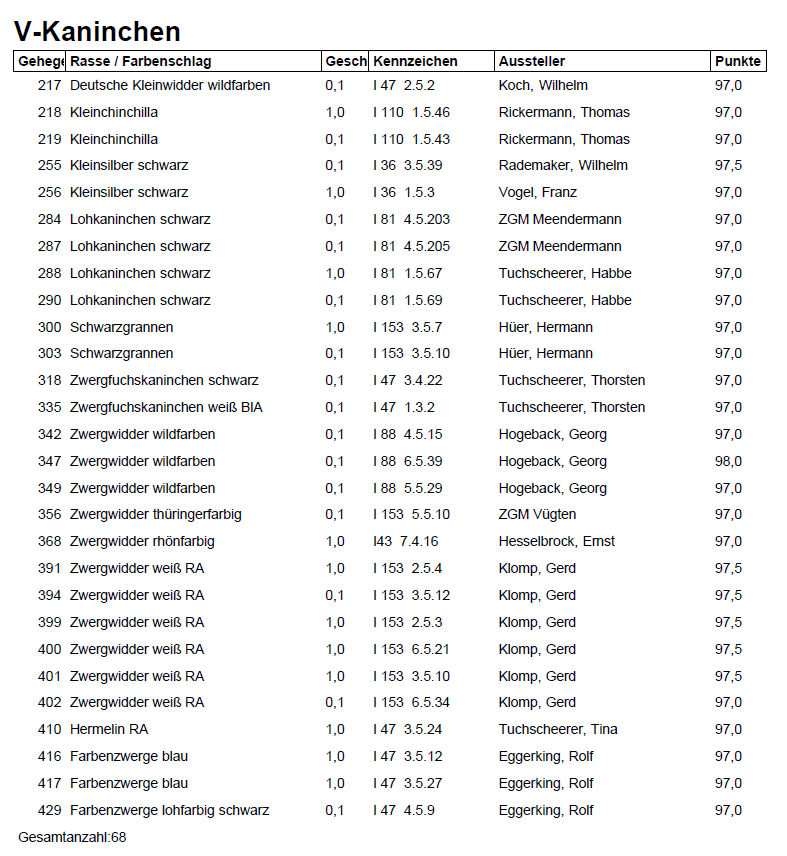 V-Kaninchen
Gehege Rasse / Farbenschlag Gesch Kennzeichen Aussteller Punkte
217 Deutsche Kleinwidder wildfarben 0,1 I 47 2.5.2 Koch, Wilhelm 97,0
218 Kleinchinchilla 1,0 I 110 1.5.46 Rickermann, Thomas 97,0
219 Kleinchinchilla 0,1 I 110 1.5.43 Rickermann, Thomas 97,0
255 Kleinsilber schwarz 0,1 I 36 3.5.39 Rademaker, Wilhelm 97,5
256 Kleinsilber schwarz 1,0 I 36 1.5.3 Vogel, Franz 97,0
284 Lohkaninchen schwarz 0,1 I 81 4.5.203 ZGM Meendermann 97,0
287 Lohkaninchen schwarz 0,1 I 81 4.5.205 ZGM Meendermann 97,0
288 Lohkaninchen schwarz 1,0 I 81 1.5.67 Tuchscheerer, Habbe 97,0
290 Lohkaninchen schwarz 0,1 I 81 1.5.69 Tuchscheerer, Habbe 97,0
300 Schwarzgrannen 1,0 I 153 3.5.7 Hüer, Hermann 97,0
303 Schwarzgrannen 0,1 I 153 3.5.10 Hüer, Hermann 97,0
318 Zwergfuchskaninchen schwarz 0,1 I 47 3.4.22 Tuchscheerer, Thorsten 97,0
335 Zwergfuchskaninchen weiß BlA 0,1 I 47 1.3.2 Tuchscheerer, Thorsten 97,0
342 Zwergwidder wildfarben 0,1 I 88 4.5.15 Hogeback, Georg 97,0
347 Zwergwidder wildfarben 0,1 I 88 6.5.39 Hogeback, Georg 98,0
349 Zwergwidder wildfarben 0,1 I 88 5.5.29 Hogeback, Georg 97,0
356 Zwergwidder thüringerfarbig 0,1 I 153 5.5.10 ZGM Vügten 97,0
368 Zwergwidder rhönfarbig 1,0 I43 7.4.16 Hesselbrock, Ernst 97,0
391 Zwergwidder weiß RA 1,0 I 153 2.5.4 Klomp, Gerd 97,5
394 Zwergwidder weiß RA 0,1 I 153 3.5.12 Klomp, Gerd 97,5
399 Zwergwidder weiß RA 1,0 I 153 2.5.3 Klomp, Gerd 97,5
400 Zwergwidder weiß RA 1,0 I 153 6.5.21 Klomp, Gerd 97,5
401 Zwergwidder weiß RA 1,0 I 153 3.5.10 Klomp, Gerd 97,5
402 Zwergwidder weiß RA 0,1 I 153 6.5.34 Klomp, Gerd 97,0
410 Hermelin RA 1,0 I 47 3.5.24 Tuchscheerer, Tina 97,0
416 Farbenzwerge blau 1,0 I 47 3.5.12 Eggerking, Rolf 97,0
417 Farbenzwerge blau 1,0 I 47 3.5.27 Eggerking, Rolf 97,0
429 Farbenzwerge lohfarbig schwarz 0,1 I 47 4.5.9 Eggerking, Rolf 97,0
Gesamtanzahl:68